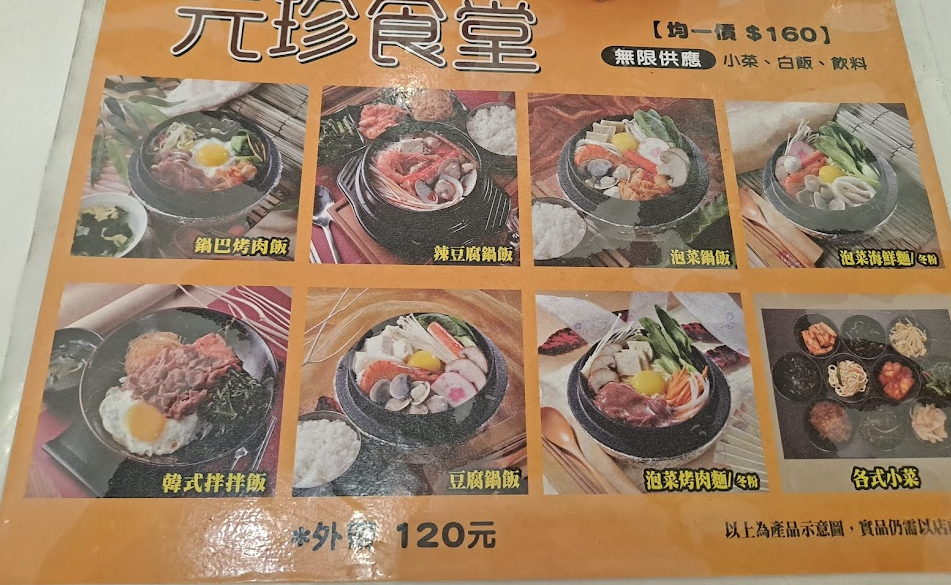 元珍食堂
【均一價 $160】
無限供應 小菜、白飯、飲料
鍋巴烤肉飯
辣豆腐鍋飯
泡菜鍋飯
泡菜海鮮麵/冬粉
韓式拌拌飯
豆腐鍋飯
泡菜烤肉麵/冬粉
各式小菜
*外 120元
以上為產品示意�，實品仍需以店